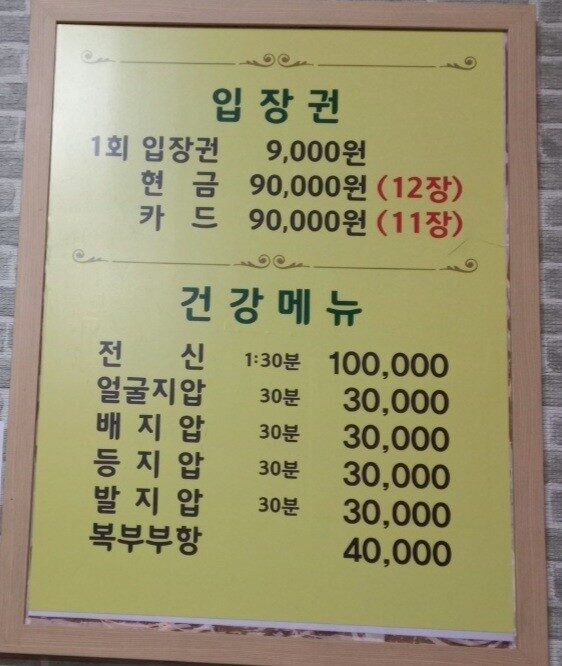 입장권
1회 입장권 9,000원
현 금 90,000원 (12장)
카 드 90,000원 (11장)
건강메뉴
전 신 1:30분 100,000
얼굴지압 30분 30,000
배 지 압 30분 30,000
등 지 압 30분 30,000
발 지 압 30분 30,000
복부부항 40,000